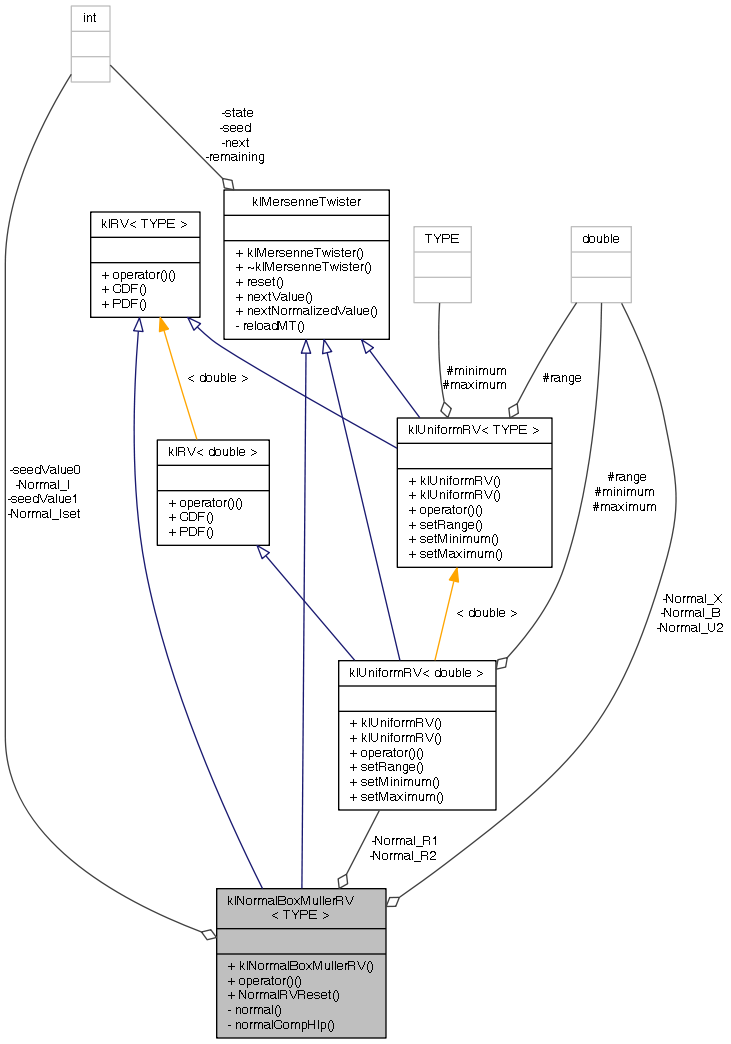 int
-state
-seed
-next
-remaining
klMersenneTwister
+ klMersenneTwister()
+ ~klMersenneTwister()
+ reset()
+ nextValue()
+ nextNormalizedValue()
- reloadMT()
klRV< TYPE >
+ operator()()
+ CDF()
+ PDF()
TYPE
double
#minimum
#maximum
#range
< double >
klUniformRV< TYPE >
+ klUniformRV()
+ klUniformRV()
+ operator()()
+ setRange()
+ setMinimum()
+ setMaximum()
klRV< double >
+ operator()()
+ CDF()
+ PDF()
-seedValue0
-Normal_I
-seedValue1
-Normal_Iset
#range
#minimum
#maximum
< double >
-Normal_X
-Normal_B
-Normal_U2
klUniformRV< double >
+ klUniformRV()
+ klUniformRV()
+ operator()()
+ setRange()
+ setMinimum()
+ setMaximum()
-Normal_R1
-Normal_R2
klNormalBoxMullerRV
< TYPE >
+ klNormalBoxMullerRV()
+ operator()()
+ NormalRVReset()
- normal()
- normalCompHlp()